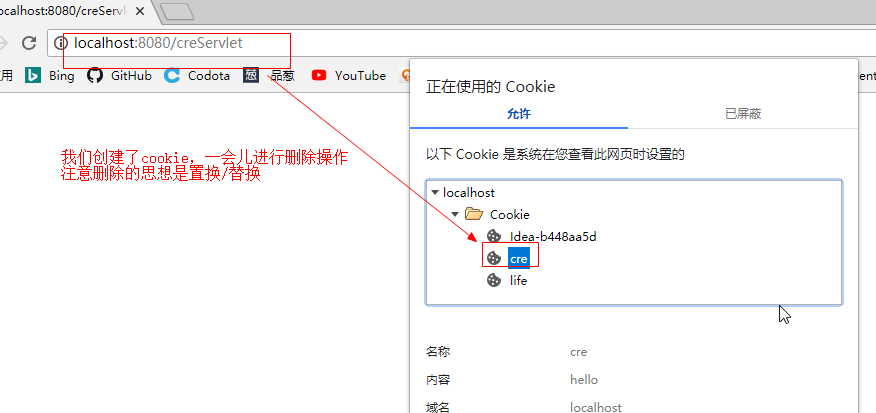 localhost:8080/creServl
localhost:8080/creServlet
应用 Bing GitHub Codota 品葱 YouTube
我们创建了cookie，一会儿进行删除操作
注意删除的思想是置换/替换
正在使用的 Cookie
允许 已屏蔽
以下 Cookie 是系统在您查看此网页时设置的
localhost
Cookie
Idea-b448aa5d
cre
life
名称 cre
内容 hello
域名 localhost